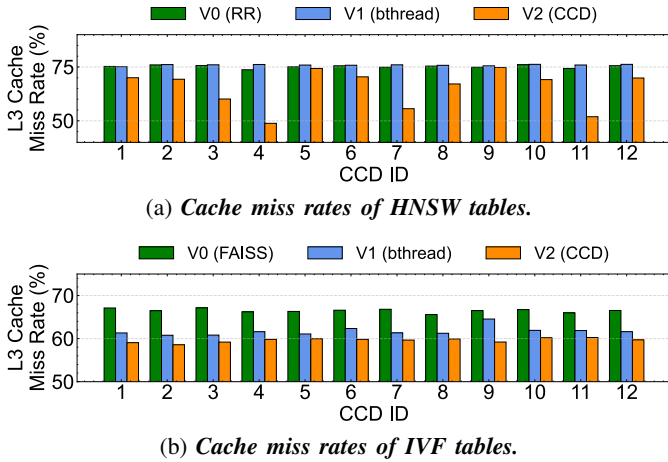 V0 (RR) V1 (bthread) V2 (CCD)
L3 Cache
Miss Rate (%)
75
50
1 2 3 4 5 6 7 8 9 10 11 12
CCD ID
(a) Cache miss rates of HNSW tables.
V0 (FAISS) V1 (bthread) V2 (CCD)
L3 Cache
Miss Rate (%)
70
60
50
1 2 3 4 5 6 7 8 9 10 11 12
CCD ID
(b) Cache miss rates of IVF tables.